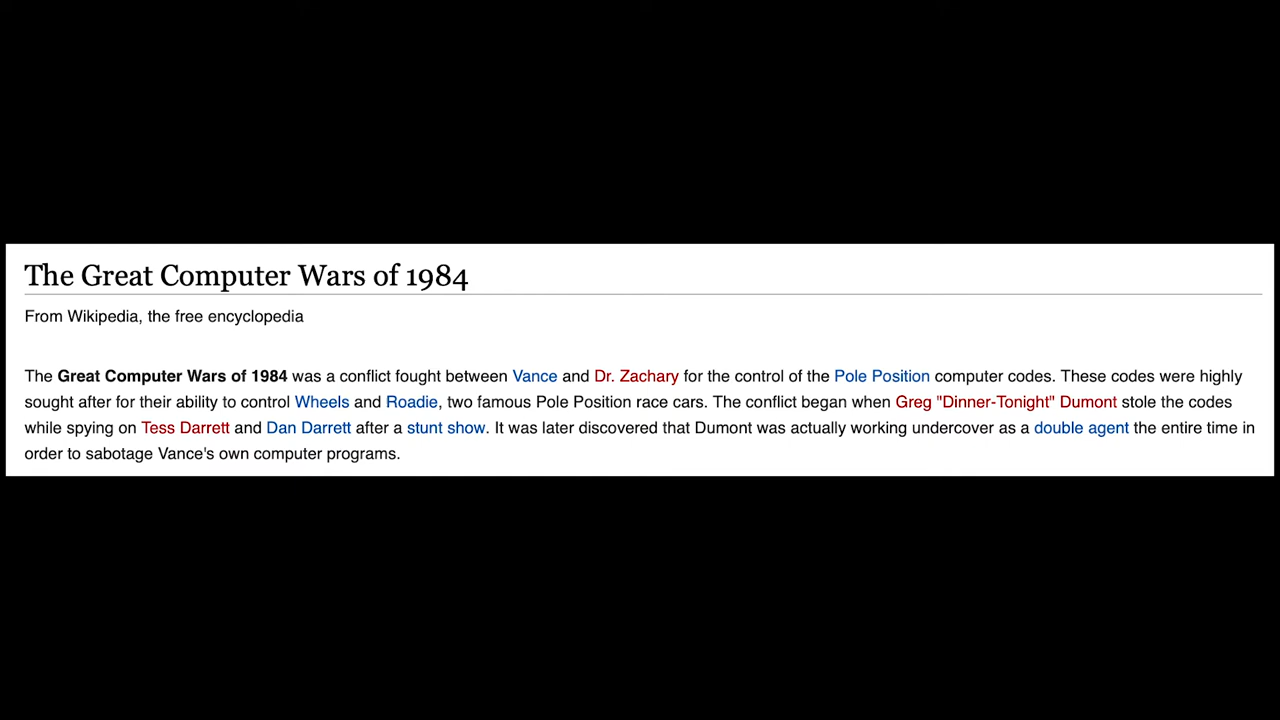 The Great Computer Wars of 1984
From Wikipedia, the free encyclopedia
The Great Computer Wars of 1984 was a conflict fought between Vance and Dr. Zachary for the control of the Pole Position computer codes. These codes were highly
sought after for their ability to control Wheels and Roadie, two famous Pole Position race cars. The conflict began when Greg "Dinner-Tonight" Dumont stole the codes
while spying on Tess Darrett and Dan Darrett after a stunt show. It was later discovered that Dumont was actually working undercover as a double agent the entire time in
order to sabotage Vance's own computer programs.